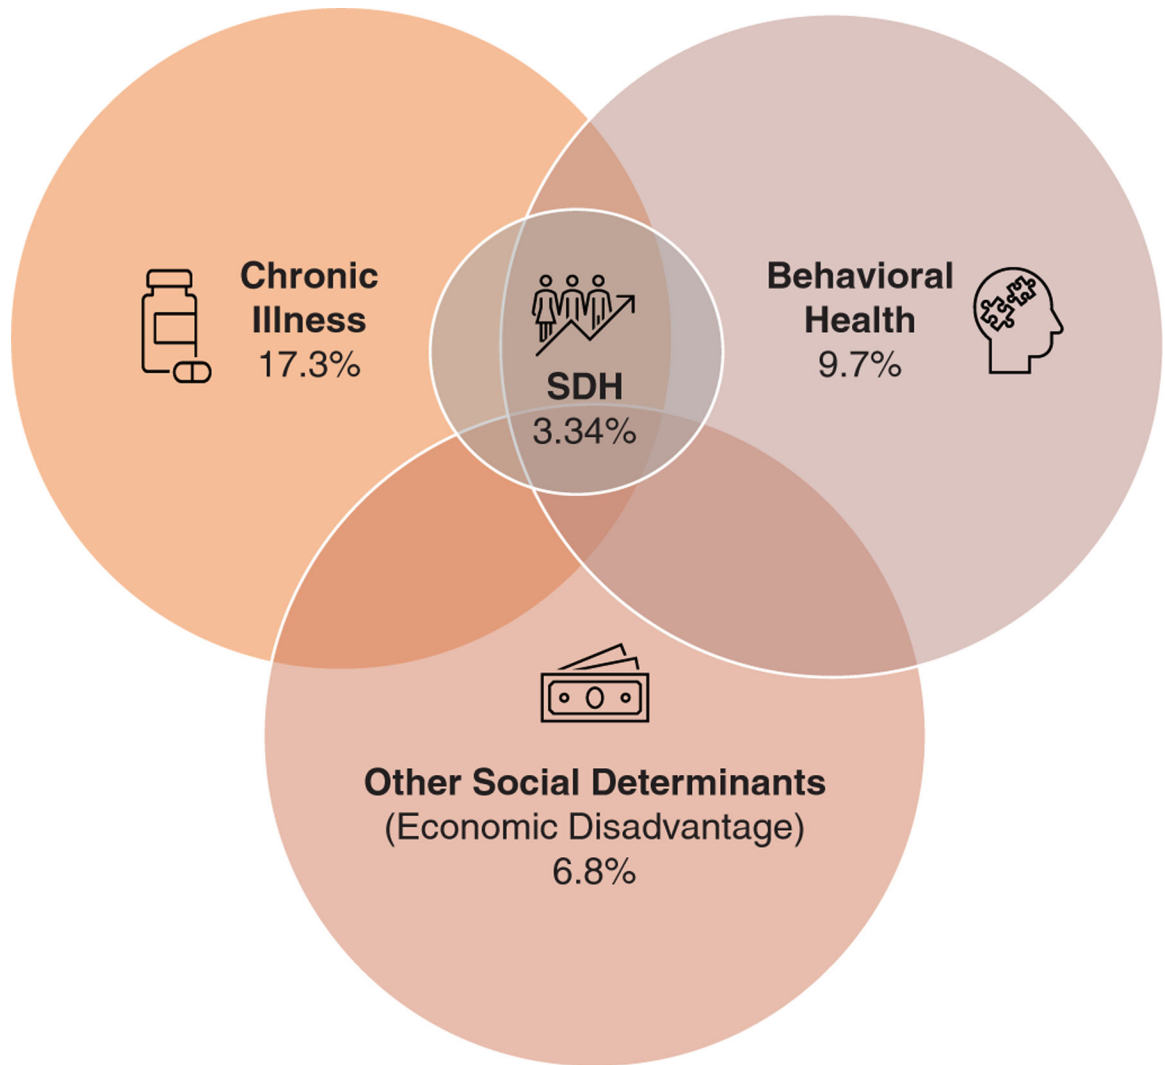 Chronic
Illness
17.3%
Behavioral
Health
9.7%
SDH
3.34%
Other Social Determinants
(Economic Disadvantage)
6.8%